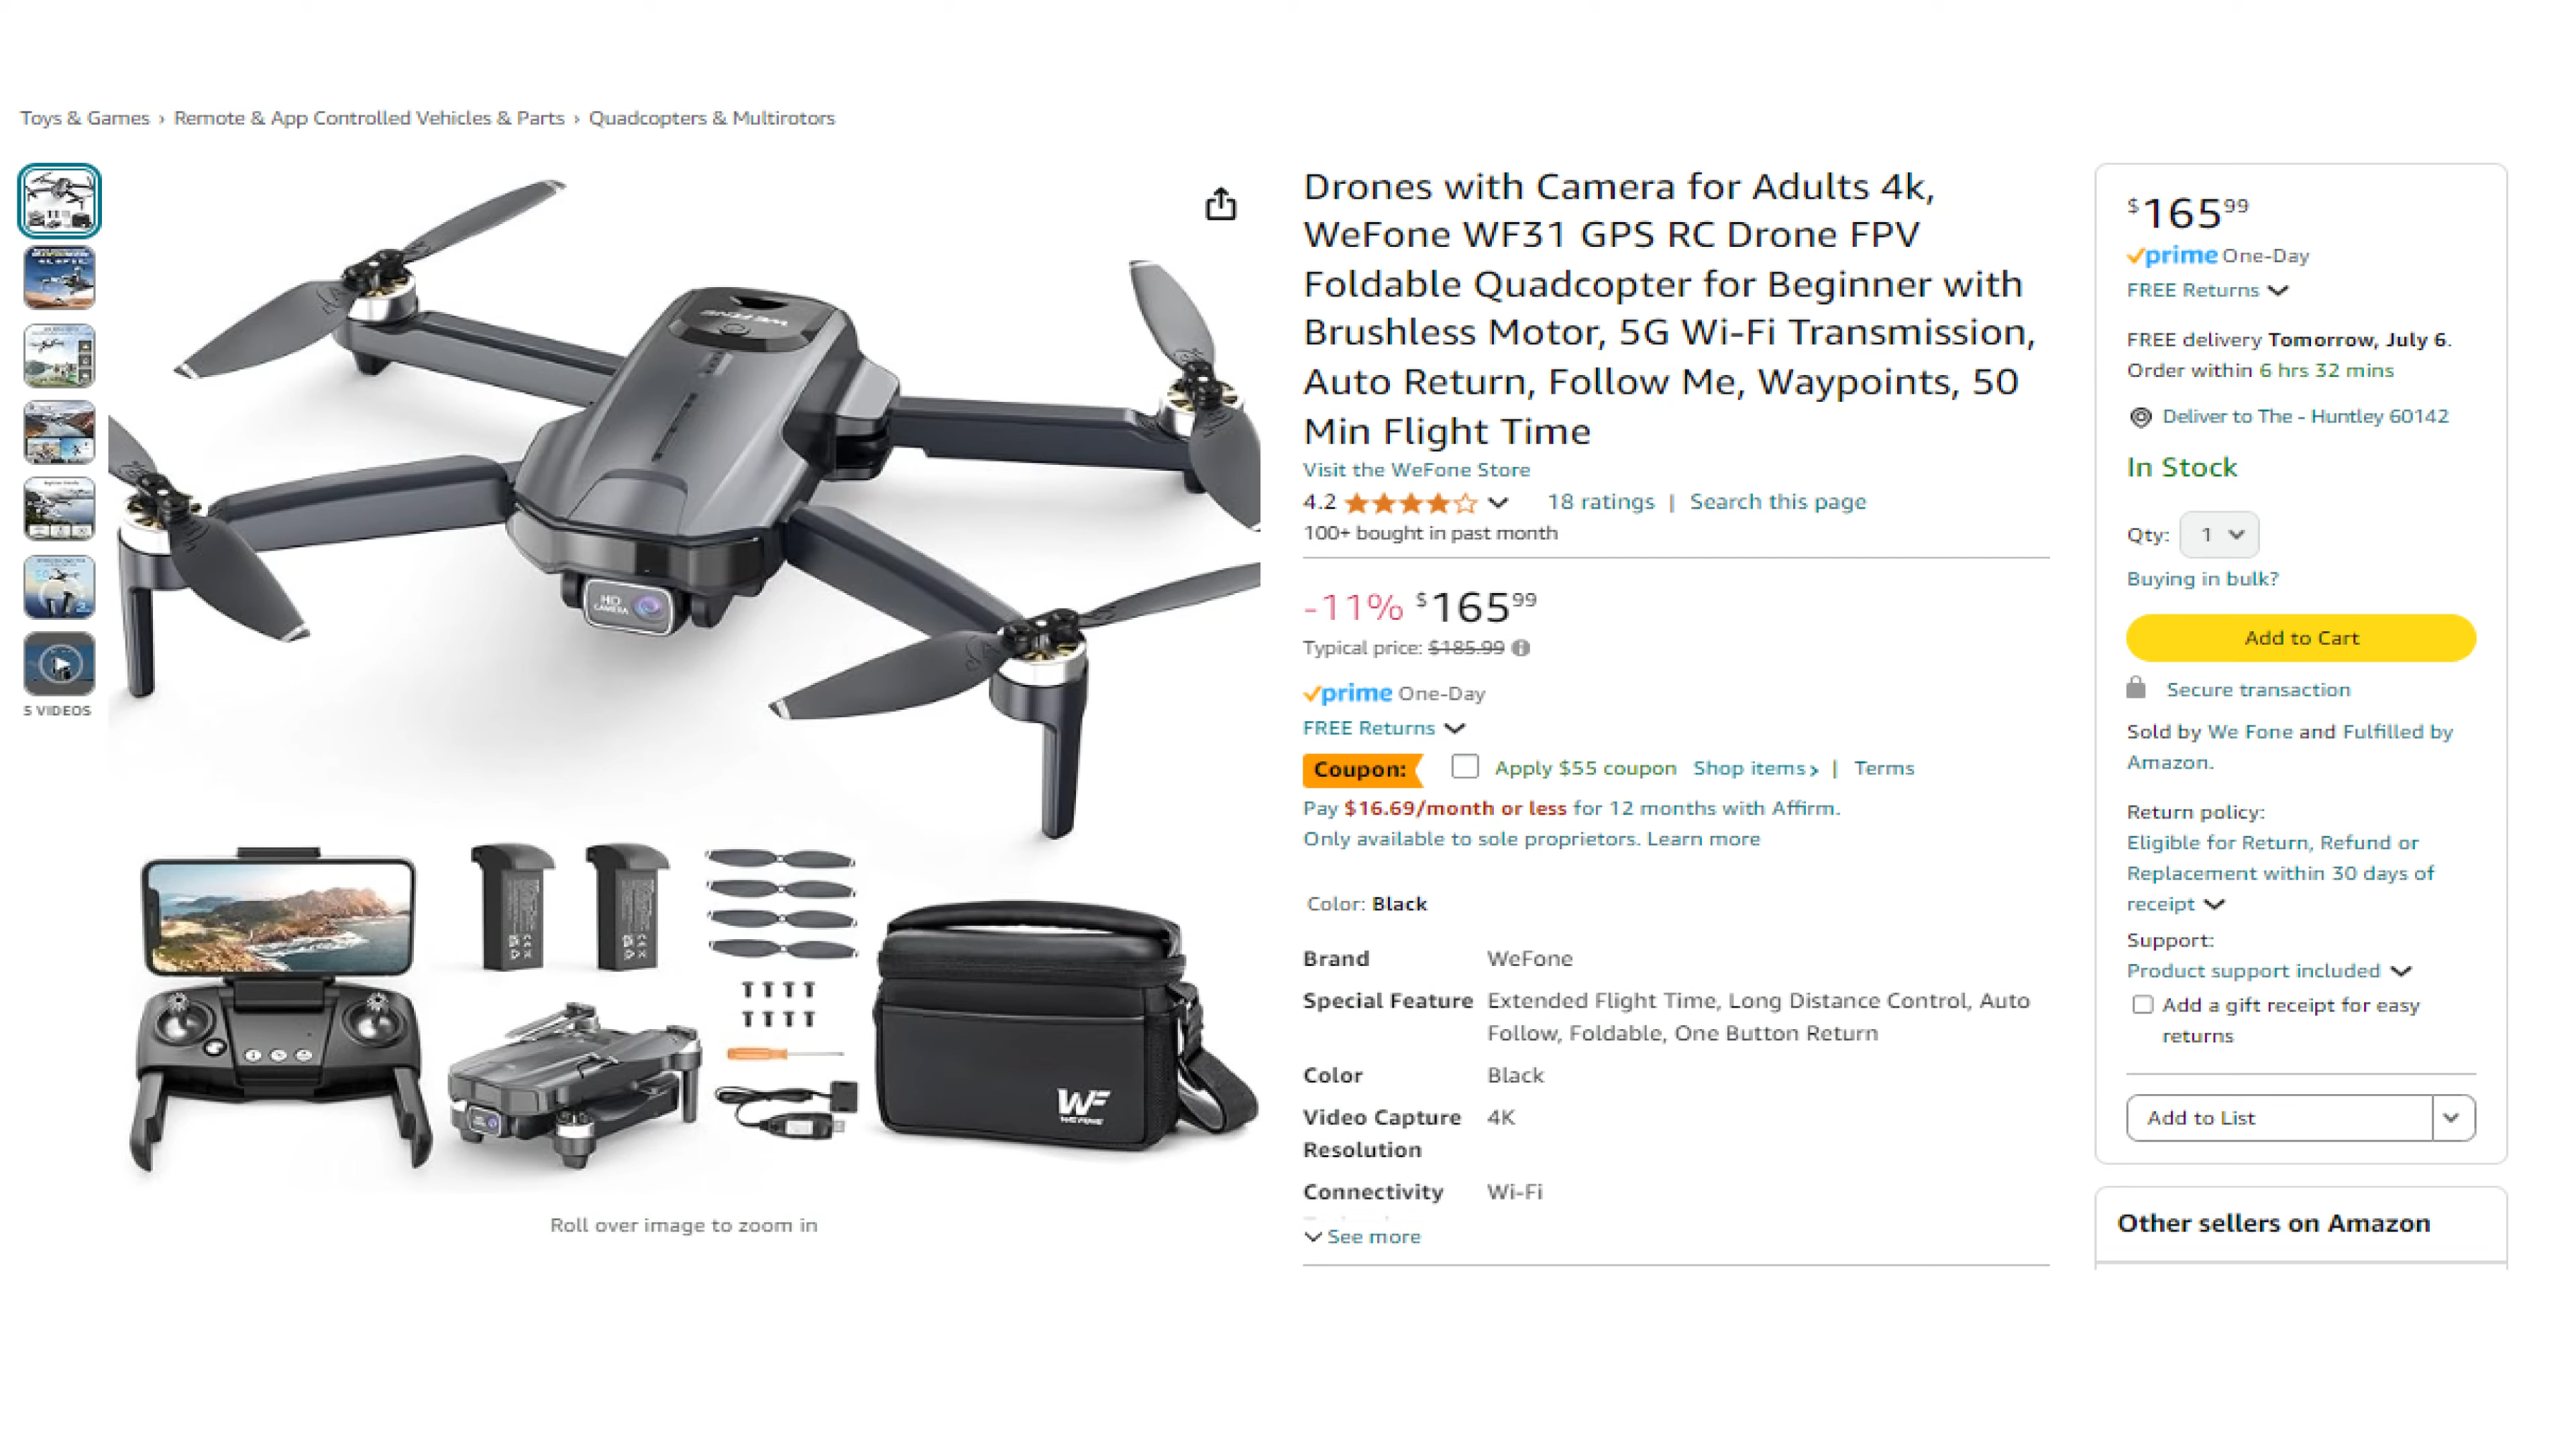 Toys & Games › Remote & App Controlled Vehicles & Parts › Quadcopters & Multirotors
5 VIDEOS
WEFONE
HD
CAMERA
WF
WEFONE
Roll over image to zoom in
Drones with Camera for Adults 4k,
WeFone WF31 GPS RC Drone FPV
Foldable Quadcopter for Beginner with
Brushless Motor, 5G Wi-Fi Transmission,
Auto Return, Follow Me, Waypoints, 50
Min Flight Time
Visit the WeFone Store
4.2 18 ratings | Search this page
100+ bought in past month
-11% $165 99
Typical price: $185.99
prime One-Day
FREE Returns
Coupon: Apply $55 coupon Shop items › | Terms
Pay $16.69/month or less for 12 months with Affirm.
Only available to sole proprietors. Learn more
Color: Black
Brand WeFone
Special Feature Extended Flight Time, Long Distance Control, Auto
Follow, Foldable, One Button Return
Color Black
Video Capture 4K
Resolution
Connectivity Wi-Fi
See more
$165 99
prime One-Day
FREE Returns
FREE delivery Tomorrow, July 6.
Order within 6 hrs 32 mins
Deliver to The - Huntley 60142
In Stock
Qty: 1
Buying in bulk?
Add to Cart
Secure transaction
Sold by We Fone and Fulfilled by
Amazon.
Return policy:
Eligible for Return, Refund or
Replacement within 30 days of
receipt
Support:
Product support included
Add a gift receipt for easy
returns
Add to List
Other sellers on Amazon